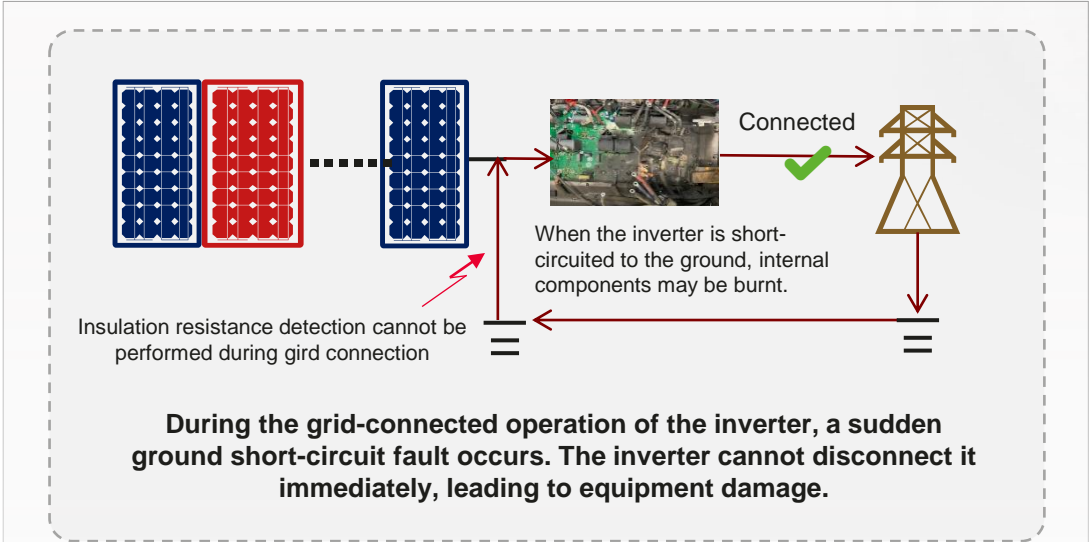 Connected
When the inverter is short-
circuited to the ground, internal
components may be burnt.
Insulation resistance detection cannot be
performed during gird connection
During the grid-connected operation of the inverter, a sudden
ground short-circuit fault occurs. The inverter cannot disconnect it
immediately, leading to equipment damage.